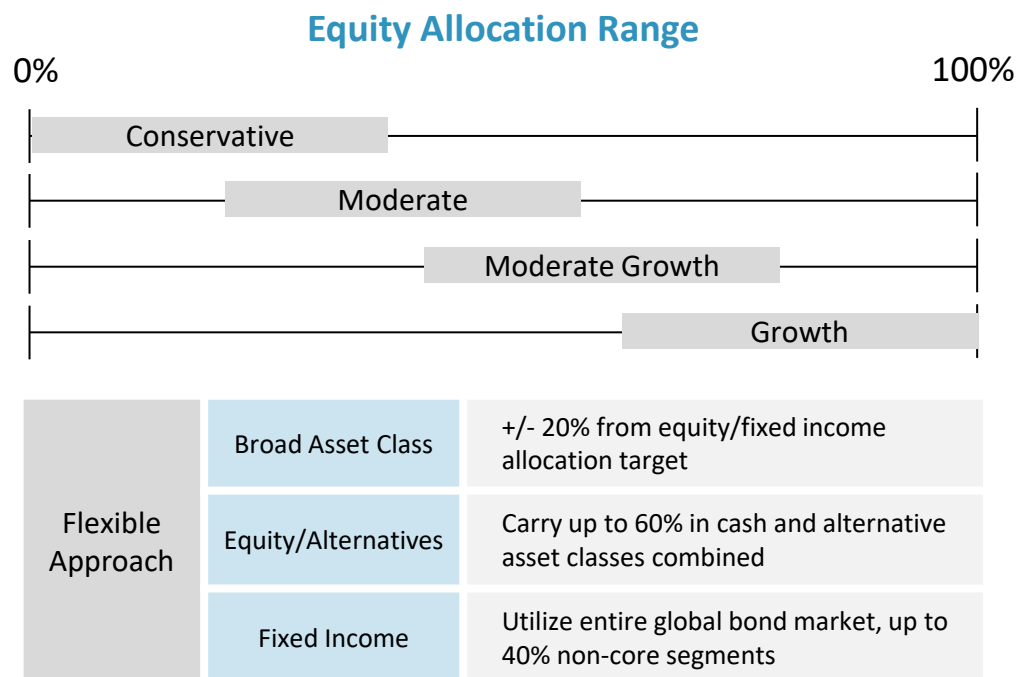 Equity Allocation Range
0%
100%
Conservative
Moderate
Moderate Growth
Growth
Flexible
Approach
Broad Asset Class
+/- 20% from equity/fixed income
allocation target
Equity/Alternatives
Carry up to 60% in cash and alternative
asset classes combined
Fixed Income
Utilize entire global bond market, up to
40% non-core segments